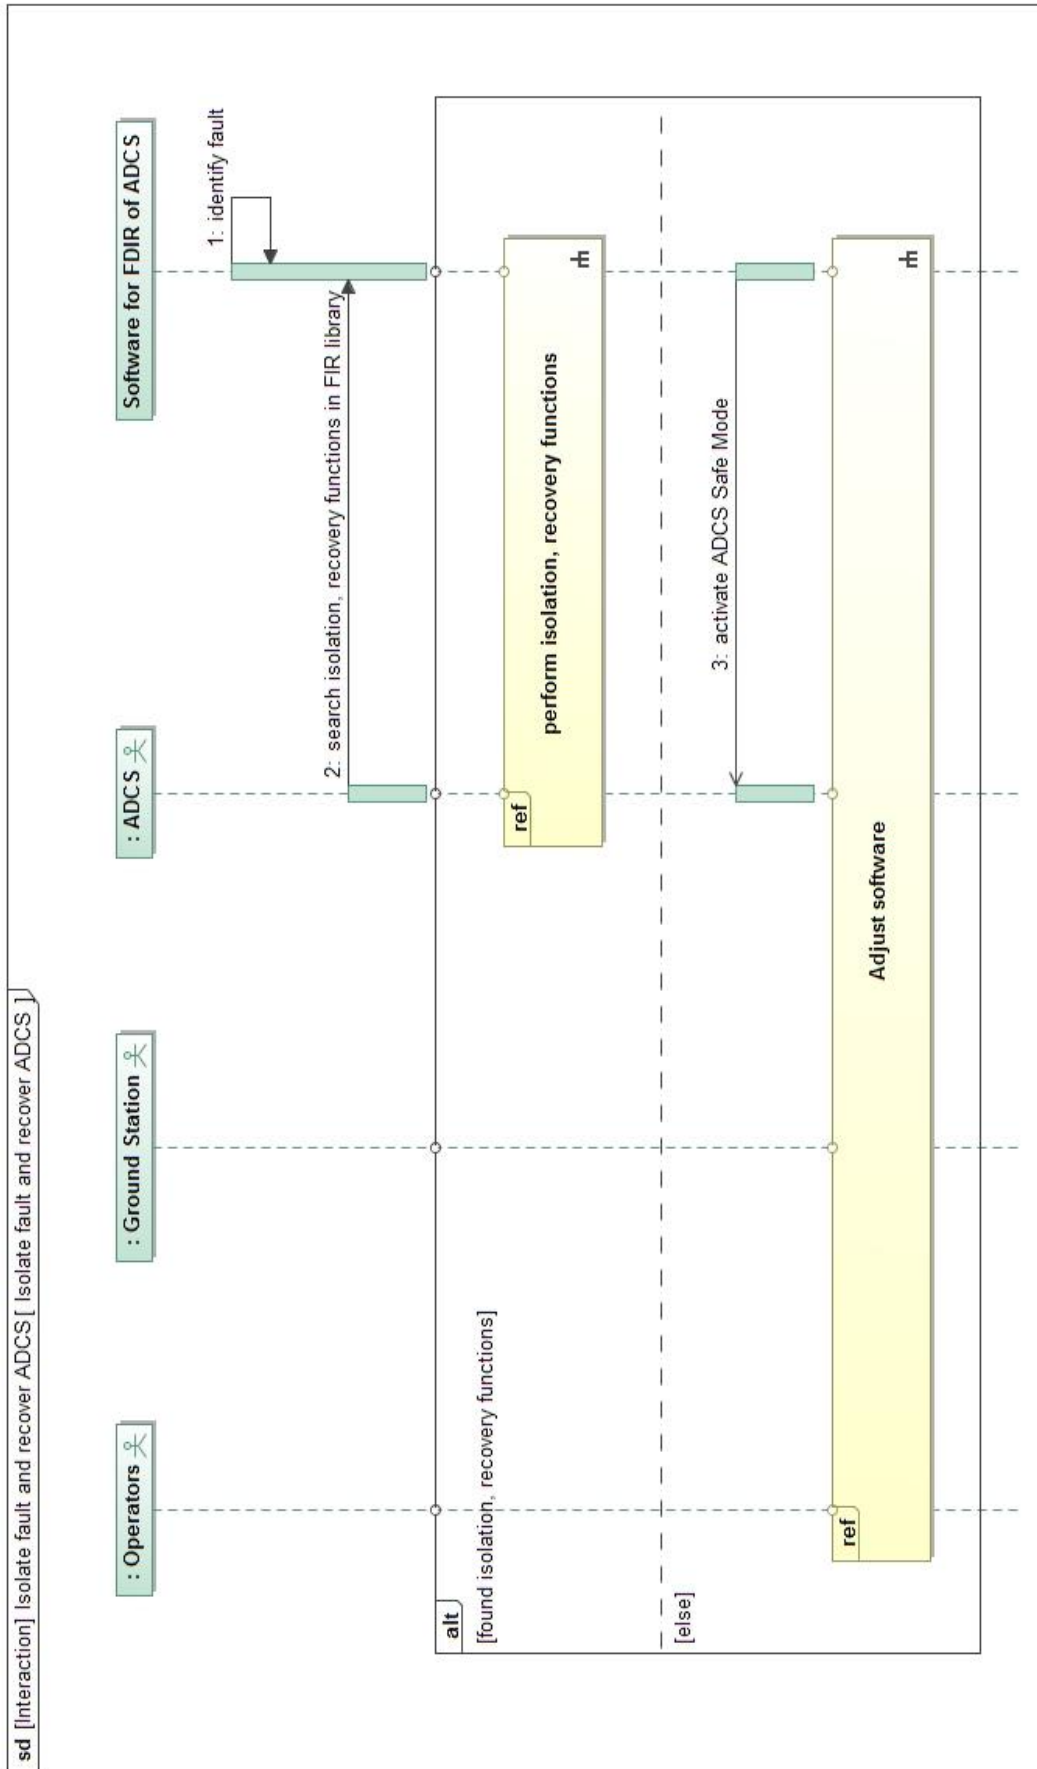 sd [Interaction] Isolate fault and recover ADCS [ Isolate fault and recover ADCS ]
: Operators
: Ground Station
: ADCS
Software for FDIR of ADCS
1: identify fault
2: search isolation, recovery functions in FIR library
alt
[found isolation, recovery functions]
ref
perform isolation, recovery functions
[else]
3: activate ADCS Safe Mode
ref
Adjust software